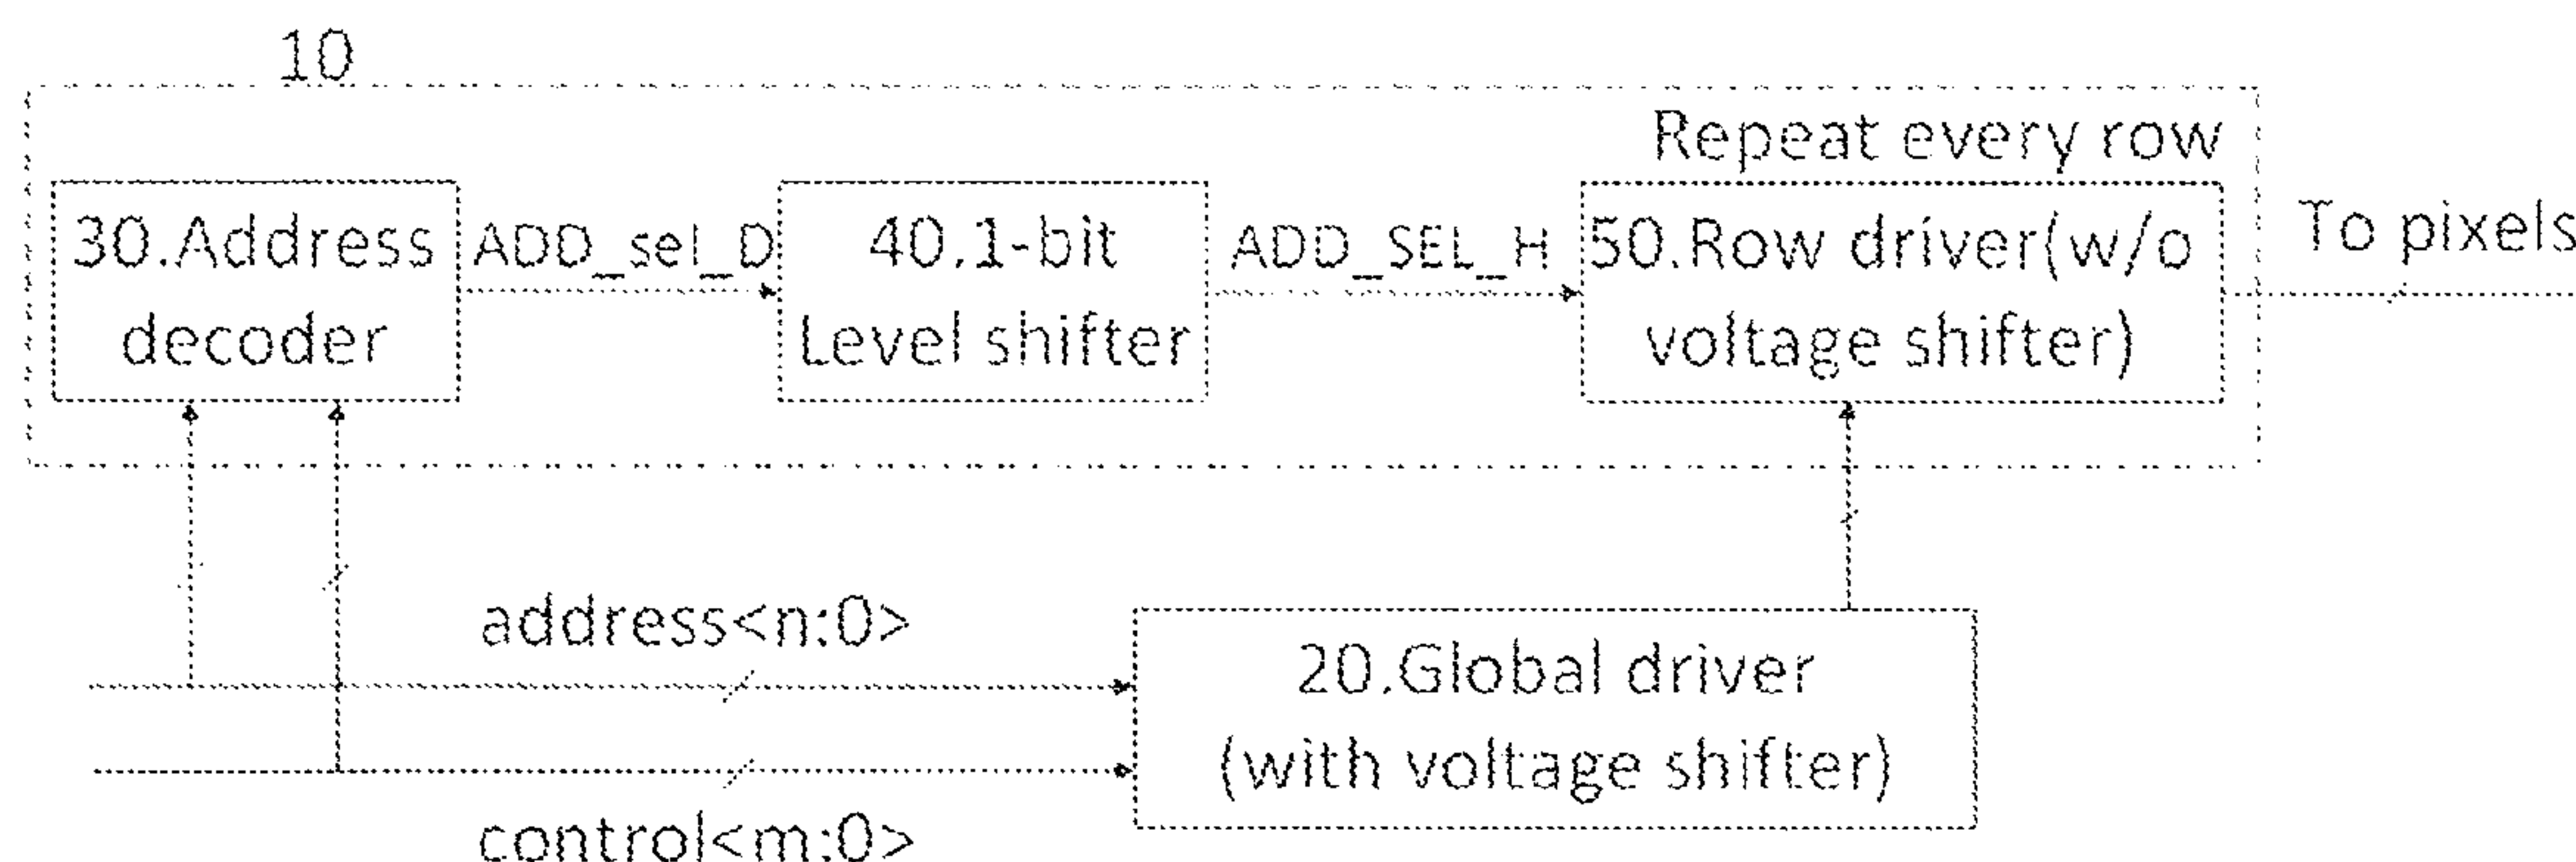 10
Repeat every row
30.Address
decoder
ADD_sel_D
40.1-bit
Level shifter
ADD_SEL_H
50.Row driver(w/o
voltage shifter)
To pixels
address<n:0>
20.Global driver
(with voltage shifter)
control<m:0>